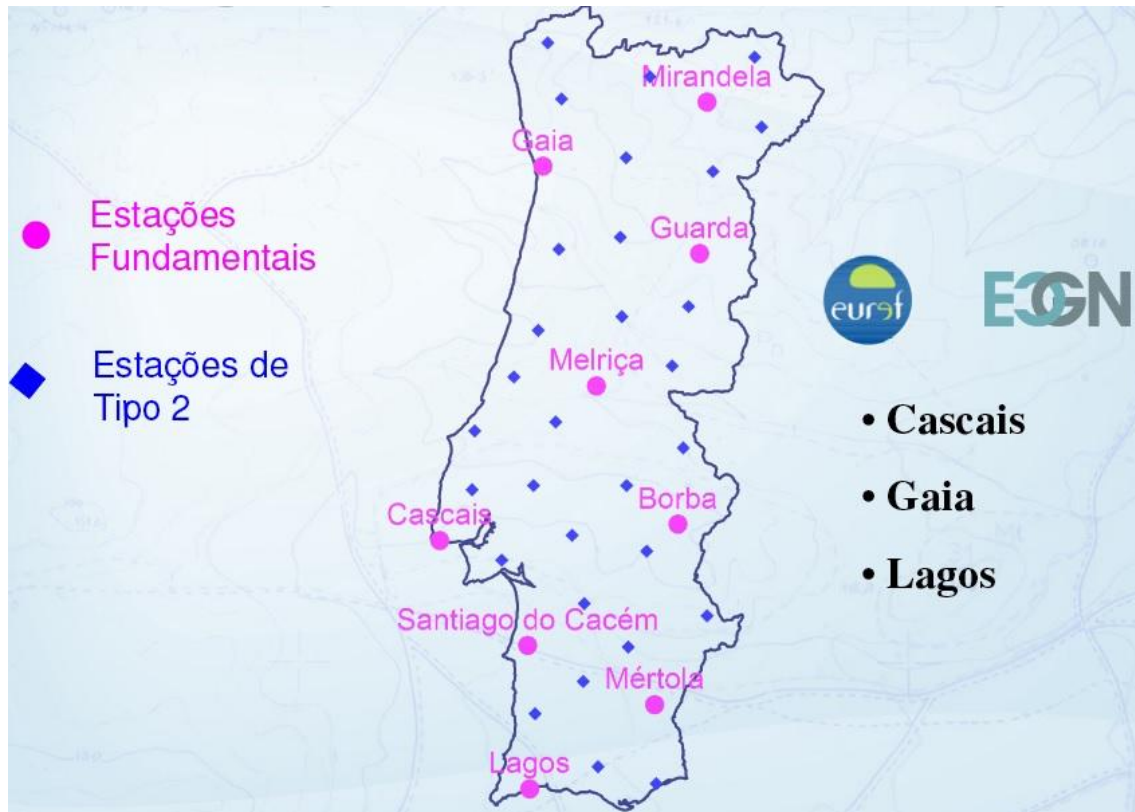 Mirandela
Gaia
Estações
Fundamentais
Guarda
euref
EOGN
Melriça
Estações de
Tipo 2
• Cascais
• Gaia
• Lagos
Borba
Cascais
Santiago do Cacém
Mértola
Lagos